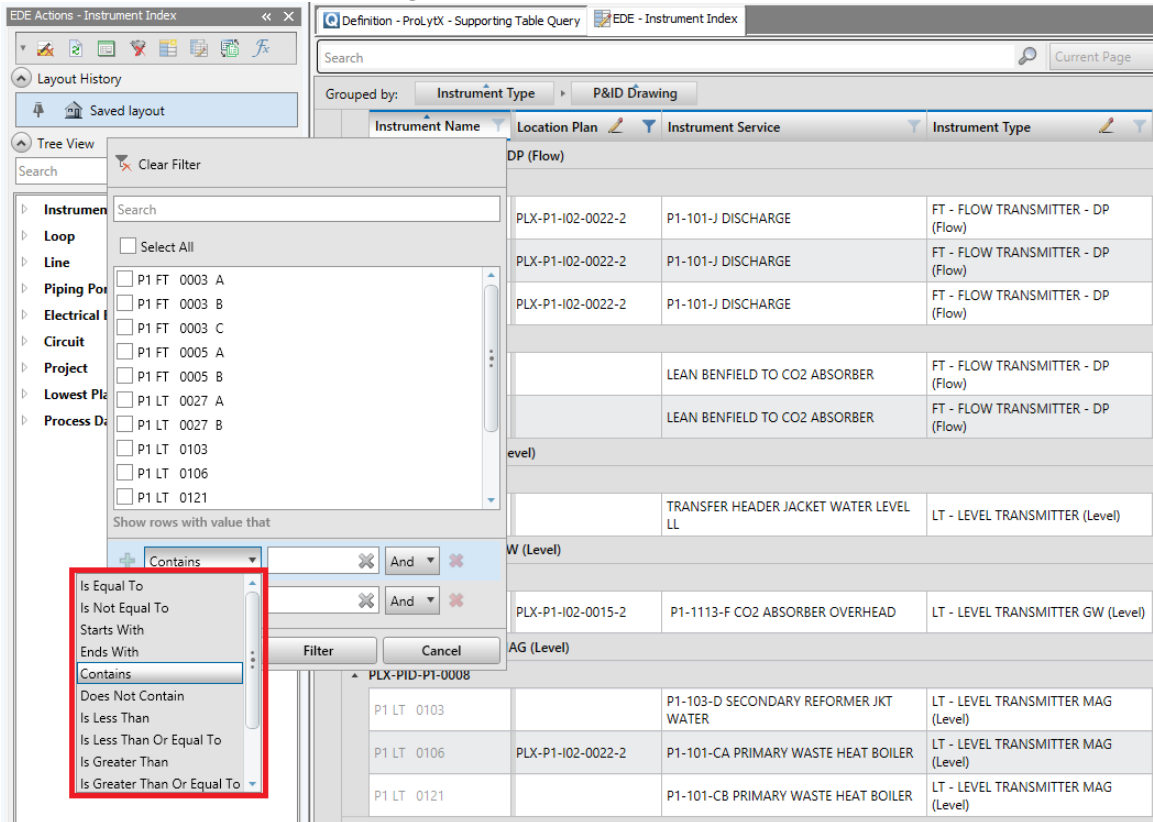 EDE Actions - Instrument Index
Definition - ProLytX - Supporting Table Query
EDE - Instrument Index
Search
Current Page
Layout History
Saved layout
Grouped by: Instrument Type P&ID Drawing
Instrument Name Location Plan Instrument Service Instrument Type
Tree View
Search
Instrumen
Loop
Line
Piping Por
Electrical
Circuit
Project
Lowest Pla
Process Da
Clear Filter
Search
Select All
P1 FT 0003 A
P1 FT 0003 B
P1 FT 0003 C
P1 FT 0005 A
P1 FT 0005 B
P1 LT 0027 A
P1 LT 0027 B
P1 LT 0103
P1 LT 0106
P1 LT 0121
Show rows with value that
Contains And
And
Filter Cancel
Is Equal To
Is Not Equal To
Starts With
Ends With
Contains
Does Not Contain
Is Less Than
Is Less Than Or Equal To
Is Greater Than
Is Greater Than Or Equal To
DP (Flow)
PLX-P1-I02-0022-2 P1-101-J DISCHARGE FT - FLOW TRANSMITTER - DP
(Flow)
PLX-P1-I02-0022-2 P1-101-J DISCHARGE FT - FLOW TRANSMITTER - DP
(Flow)
PLX-P1-I02-0022-2 P1-101-J DISCHARGE FT - FLOW TRANSMITTER - DP
(Flow)
LEAN BENFIELD TO CO2 ABSORBER FT - FLOW TRANSMITTER - DP
(Flow)
LEAN BENFIELD TO CO2 ABSORBER FT - FLOW TRANSMITTER - DP
(Flow)
evel)
TRANSFER HEADER JACKET WATER LEVEL
LL
LT - LEVEL TRANSMITTER (Level)
W (Level)
PLX-P1-I02-0015-2 P1-1113-F CO2 ABSORBER OVERHEAD LT - LEVEL TRANSMITTER GW (Level)
AG (Level)
PLX-PID-P1-0008
P1 LT 0103 P1-103-D SECONDARY REFORMER JKT
WATER
LT - LEVEL TRANSMITTER MAG
(Level)
P1 LT 0106 PLX-P1-I02-0022-2 P1-101-CA PRIMARY WASTE HEAT BOILER LT - LEVEL TRANSMITTER MAG
(Level)
P1 LT 0121 P1-101-CB PRIMARY WASTE HEAT BOILER LT - LEVEL TRANSMITTER MAG
(Level)